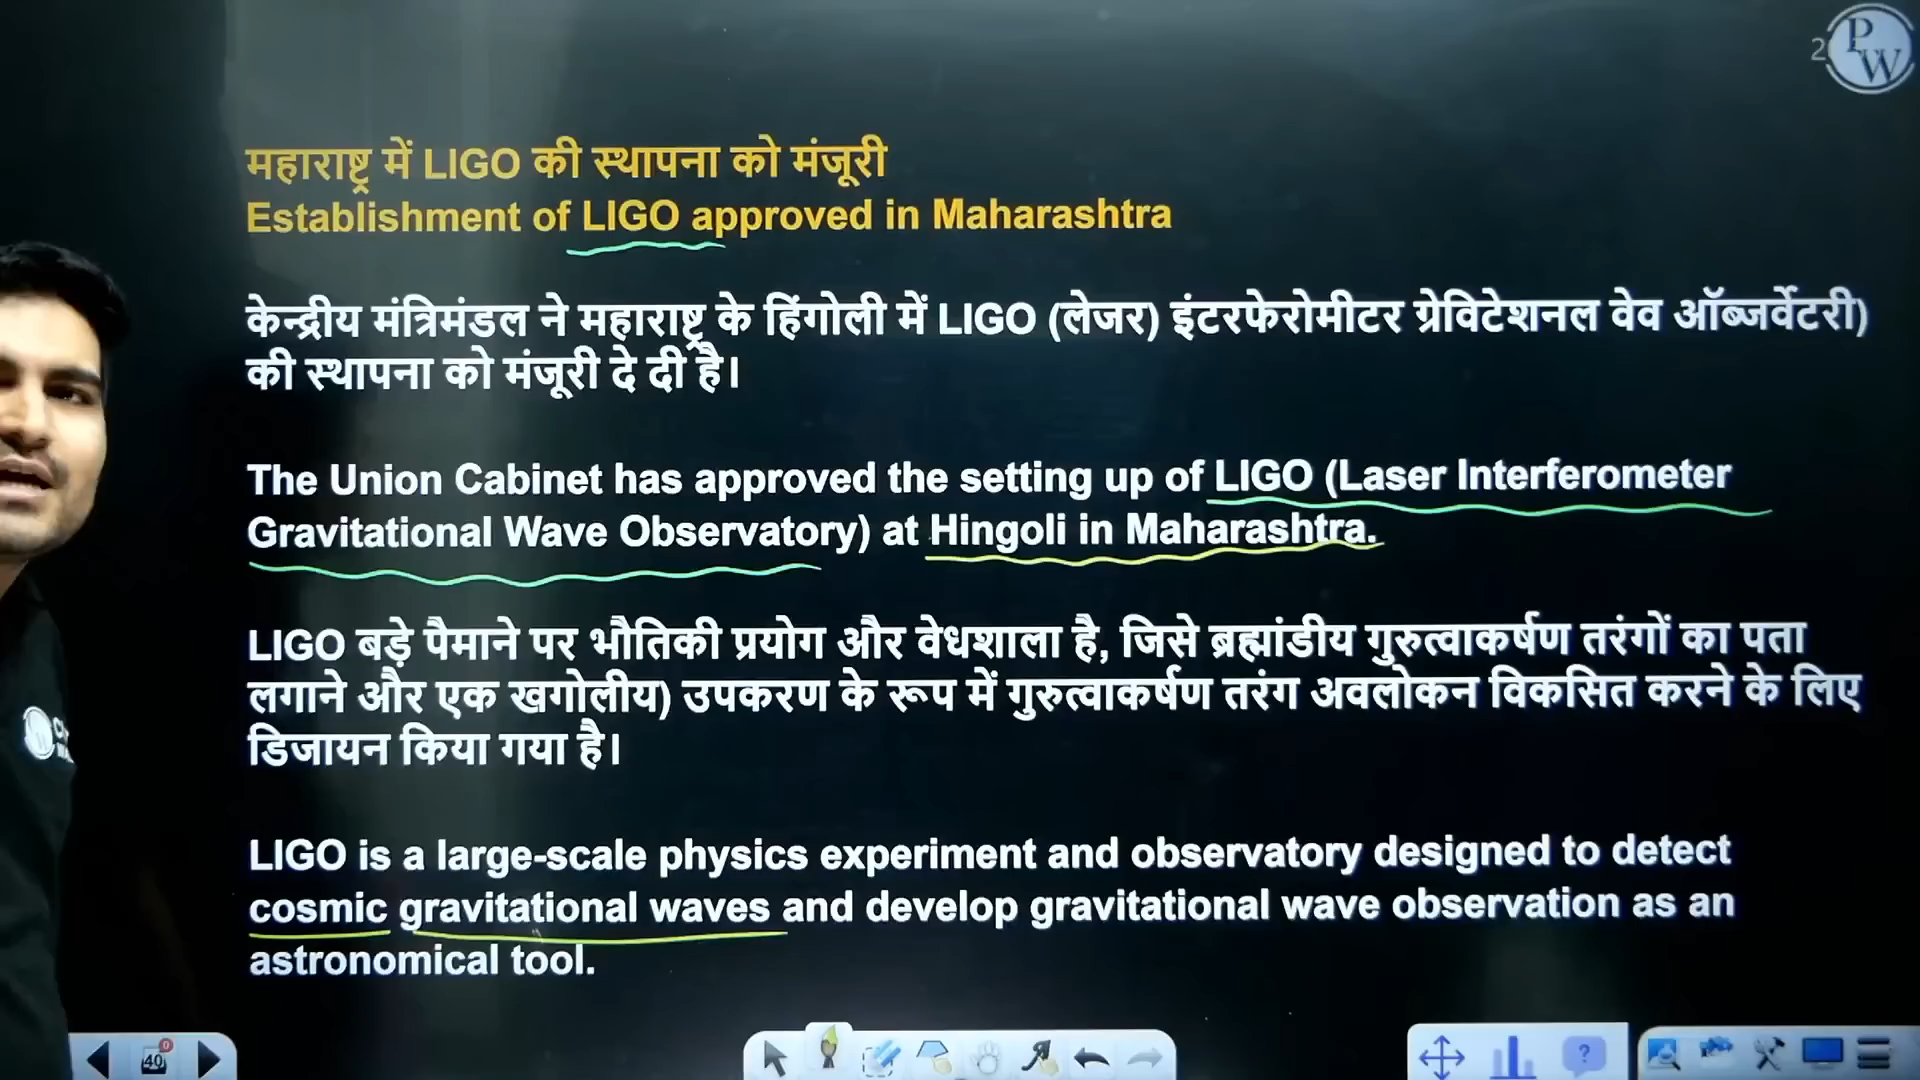 2
PW
महाराष्ट्र में LIGO की स्थापना को मंजूरी
Establishment of LIGO approved in Maharashtra
केन्द्रीय मंत्रिमंडल ने महाराष्ट्र के हिंगोली में LIGO (लेजर) इंटरफेरोमीटर ग्रेविटेशनल वेव ऑब्जर्वेटरी)
की स्थापना को मंजूरी दे दी है।
The Union Cabinet has approved the setting up of LIGO (Laser Interferometer
Gravitational Wave Observatory) at Hingoli in Maharashtra.
LIGO बड़े पैमाने पर भौतिकी प्रयोग और वेधशाला है, जिसे ब्रह्मांडीय गुरुत्वाकर्षण तरंगों का पता
लगाने और एक खगोलीय) उपकरण के रूप में गुरुत्वाकर्षण तरंग अवलोकन विकसित करने के लिए
डिजायन किया गया है।
LIGO is a large-scale physics experiment and observatory designed to detect
cosmic gravitational waves and develop gravitational wave observation as an
astronomical tool.
40
0
?